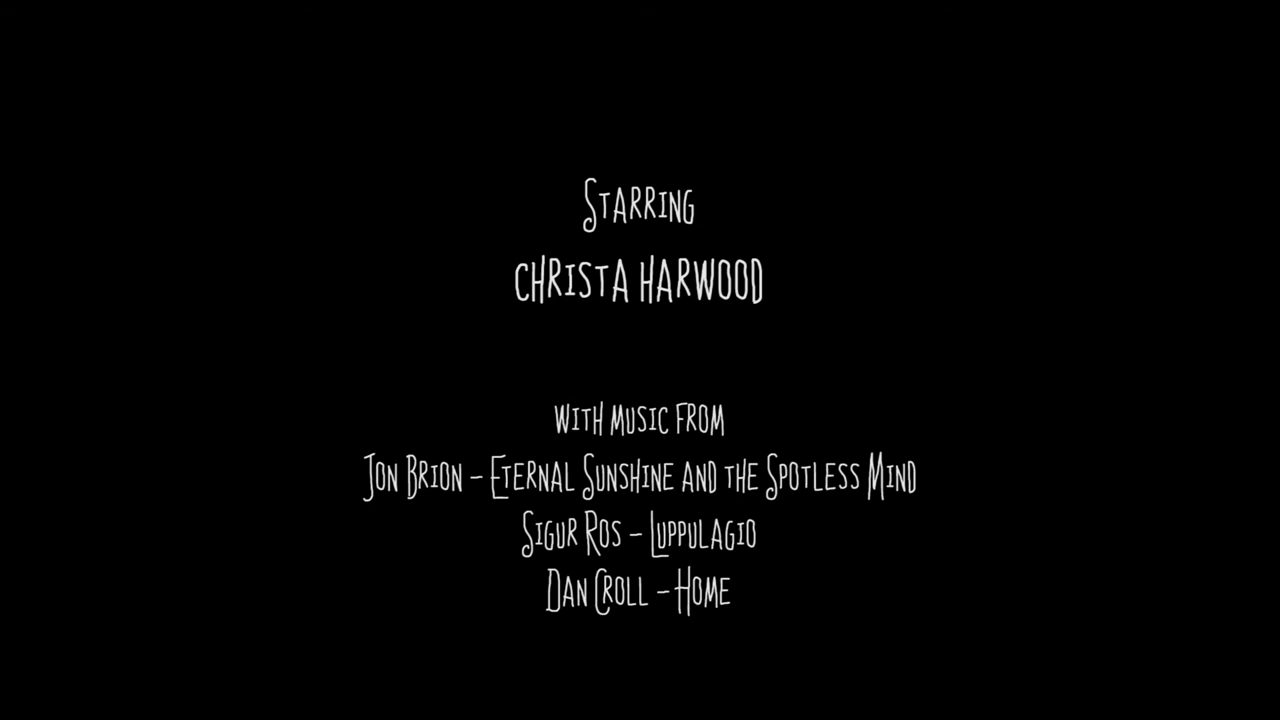 Starring
CHRISTA HARWOOD
WITH MUSIC FROM
Jon Brion - Eternal Sunshine and the Spotless Mind
Sigur Ros - Luppulagio
Dan Croll - Home